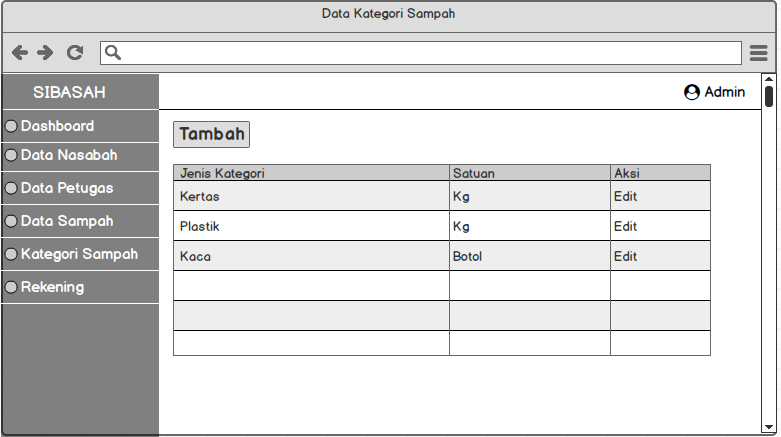 Data Kategori Sampah
SIBASAH
Admin
Dashboard
Data Nasabah
Data Petugas
Data Sampah
Kategori Sampah
Rekening
Tambah
Jenis Kategori Satuan Aksi
Kertas Kg Edit
Plastik Kg Edit
Kaca Botol Edit